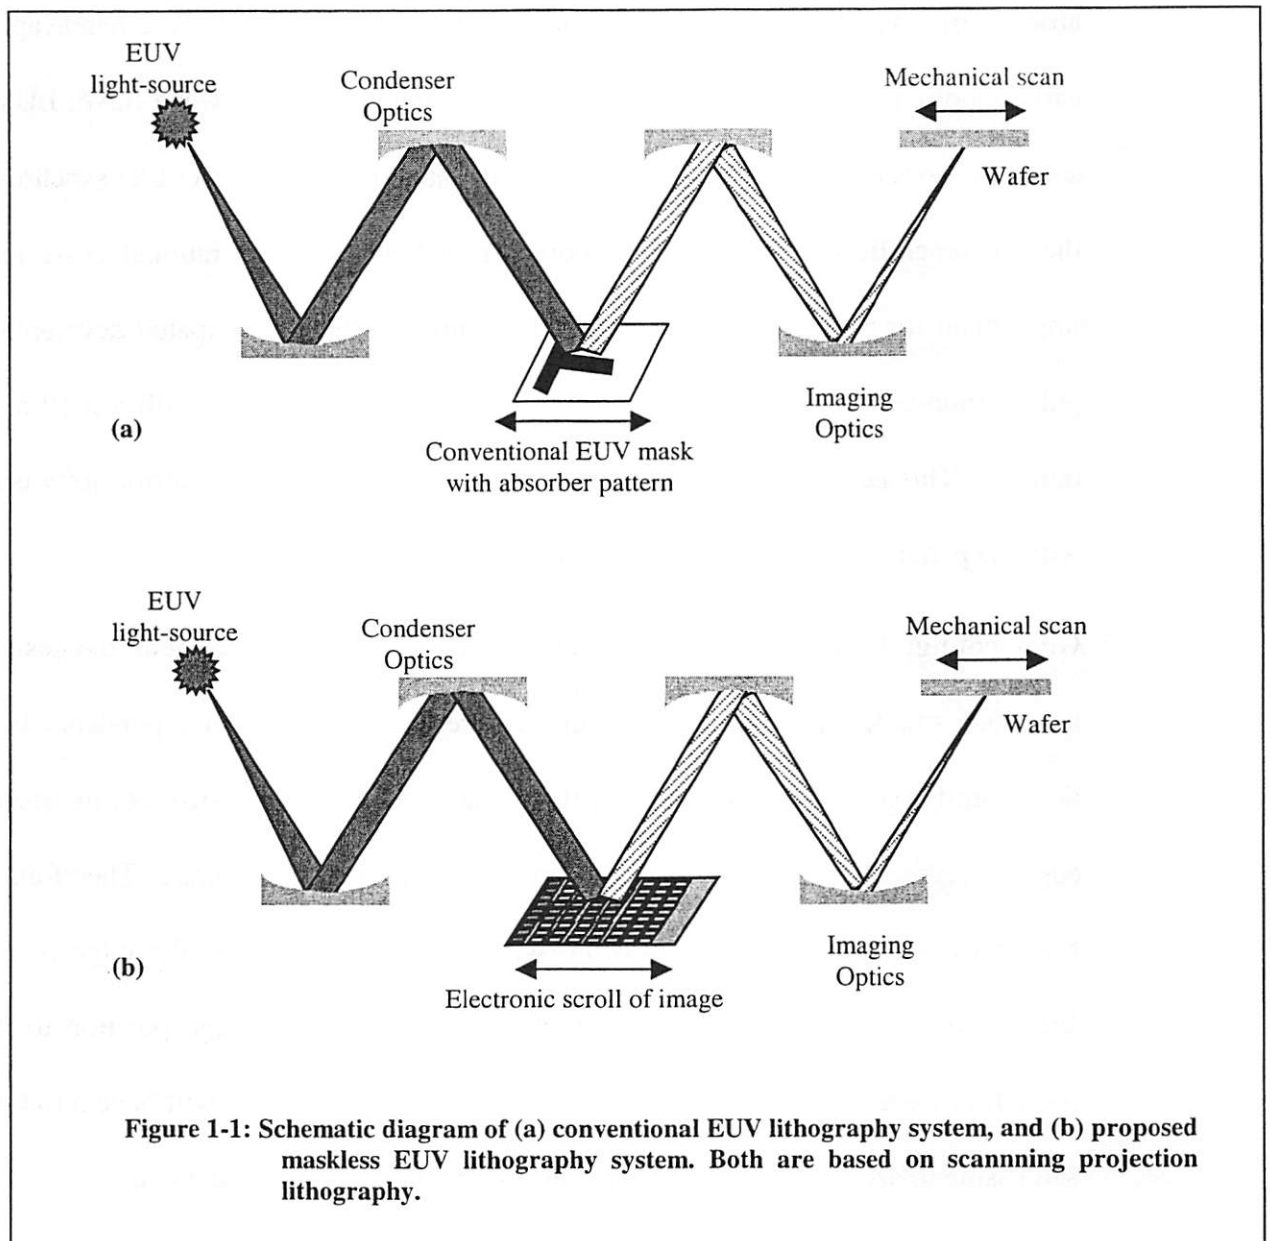 EUV
light-source
Condenser
Optics
Mechanical scan
Wafer
Imaging
Optics
(a)
Conventional EUV mask
with absorber pattern
EUV
light-source
Condenser
Optics
Mechanical scan
Wafer
Imaging
Optics
(b)
Electronic scroll of image
Figure 1-1: Schematic diagram of (a) conventional EUV lithography system, and (b) proposed
maskless EUV lithography system. Both are based on scannning projection
lithography.